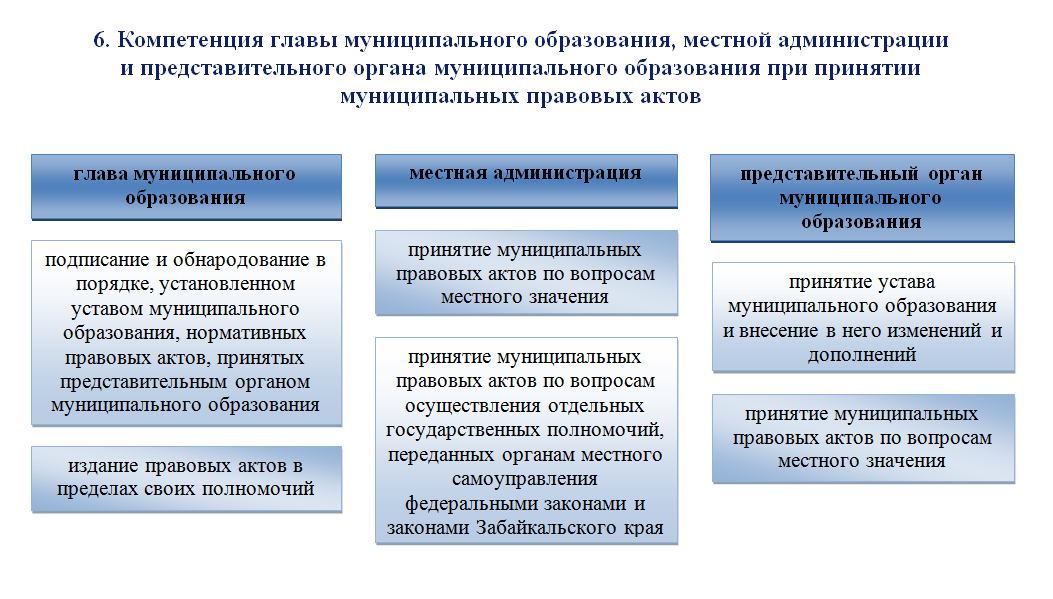 6. Компетенция главы муниципального образования, местной администрации
и представительного органа муниципального образования при принятии
муниципальных правовых актов
глава муниципального
образования
подписание и обнародование в
порядке, установленном
уставом муниципального
образования, нормативных
правовых актов, принятых
представительным органом
муниципального образования
издание правовых актов в
пределах своих полномочий
местная администрация
принятие муниципальных
правовых актов по вопросам
местного значения
принятие муниципальных
правовых актов по вопросам
осуществления отдельных
государственных полномочий,
переданных органам местного
самоуправления
федеральными законами и
законами Забайкальского края
представительный орган
муниципального
образования
принятие устава
муниципального образования
и внесение в него изменений и
дополнений
принятие муниципальных
правовых актов по вопросам
местного значения